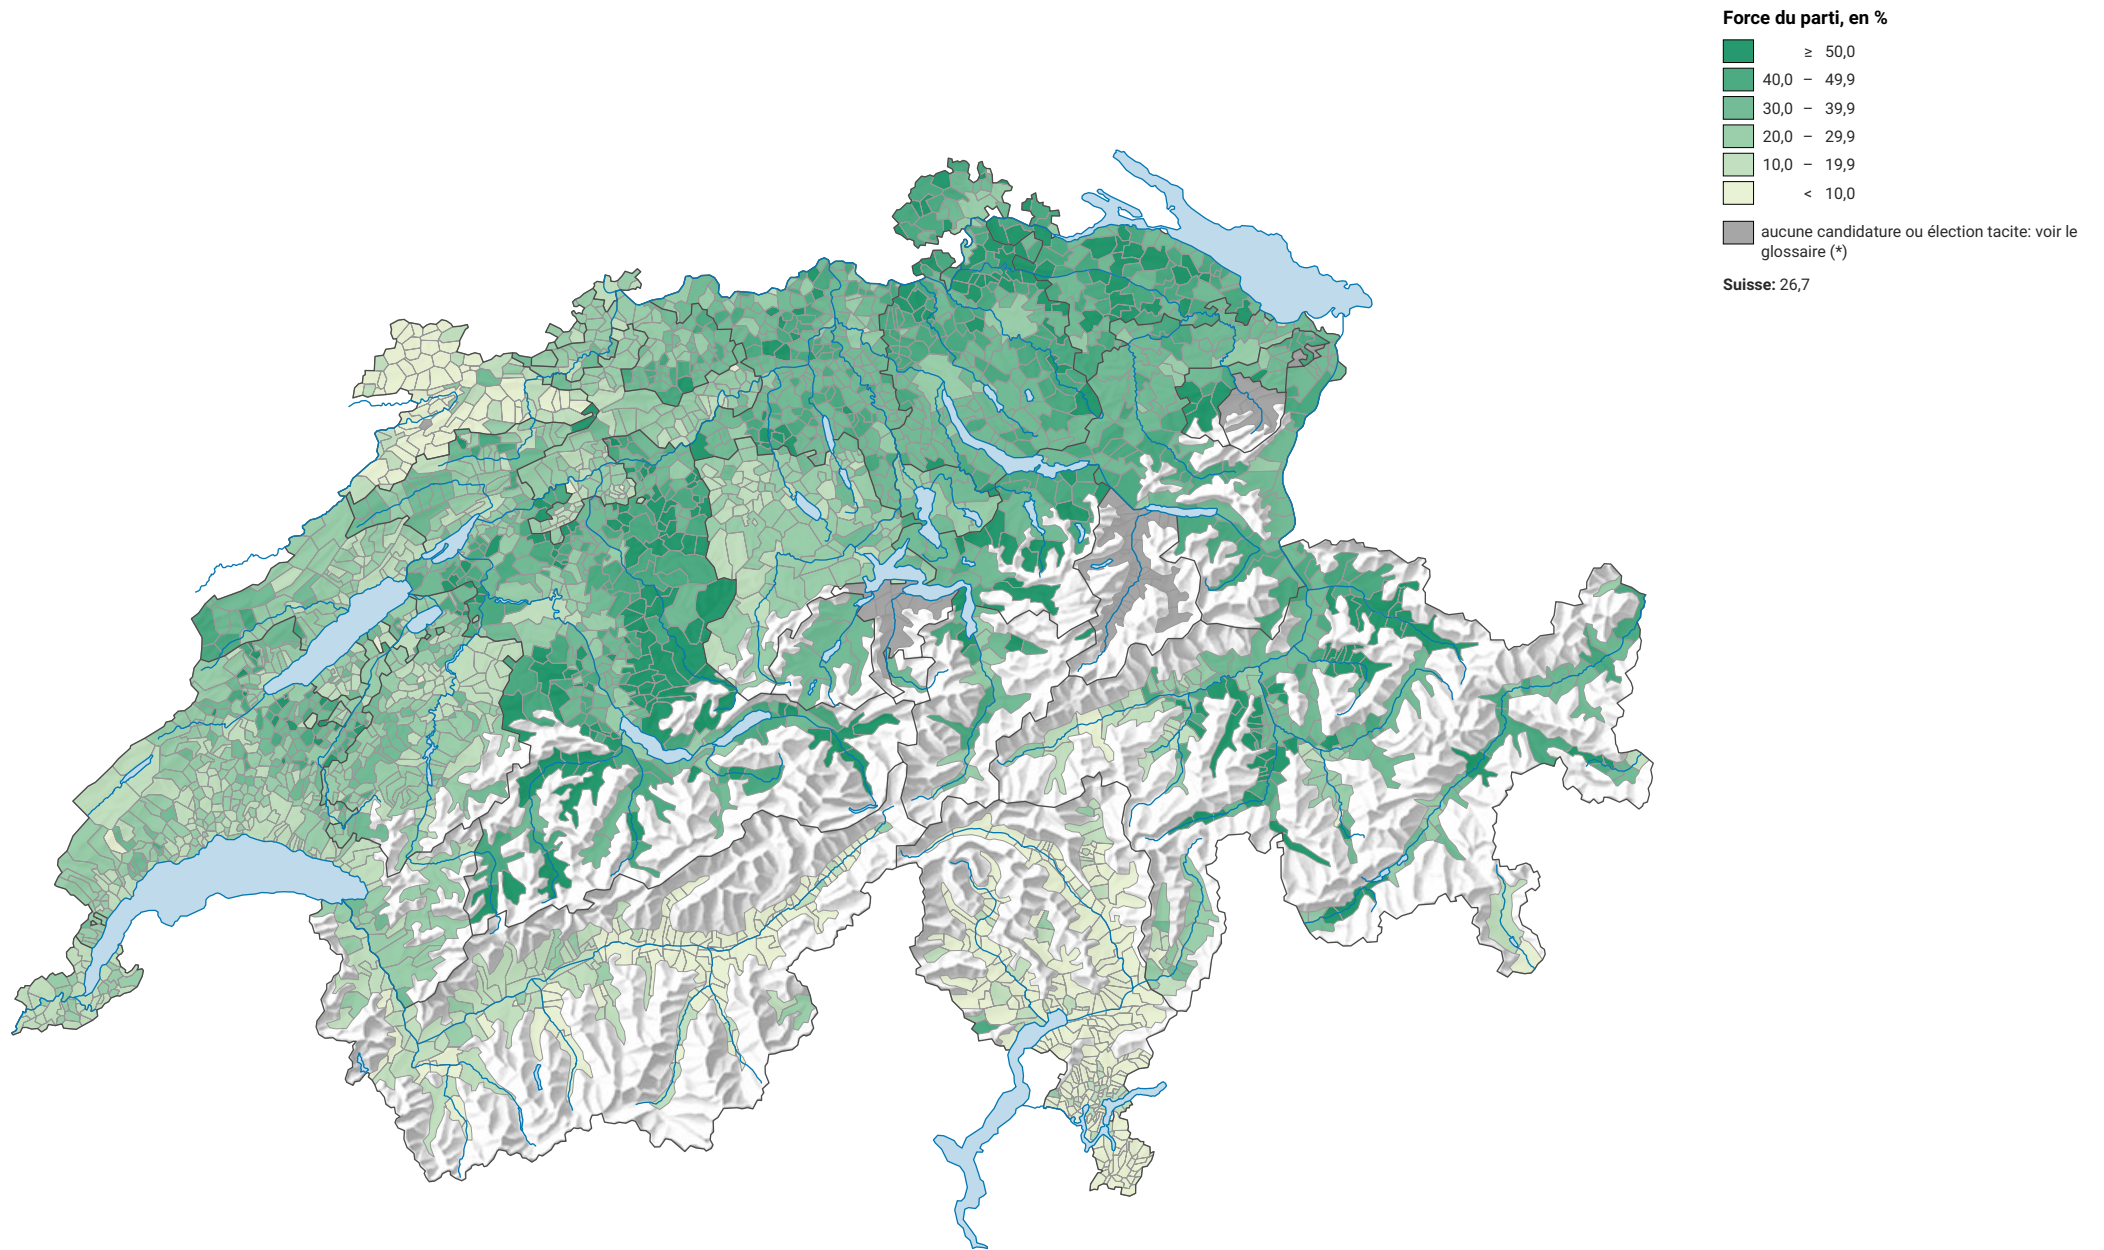 Force du parti, en %
≥ 50,0
40,0 – 49,9
30,0 – 39,9
20,0 – 29,9
10,0 – 19,9
< 10,0
aucune candidature ou élection tacite: voir le
glossaire (*)
Suisse: 26,7